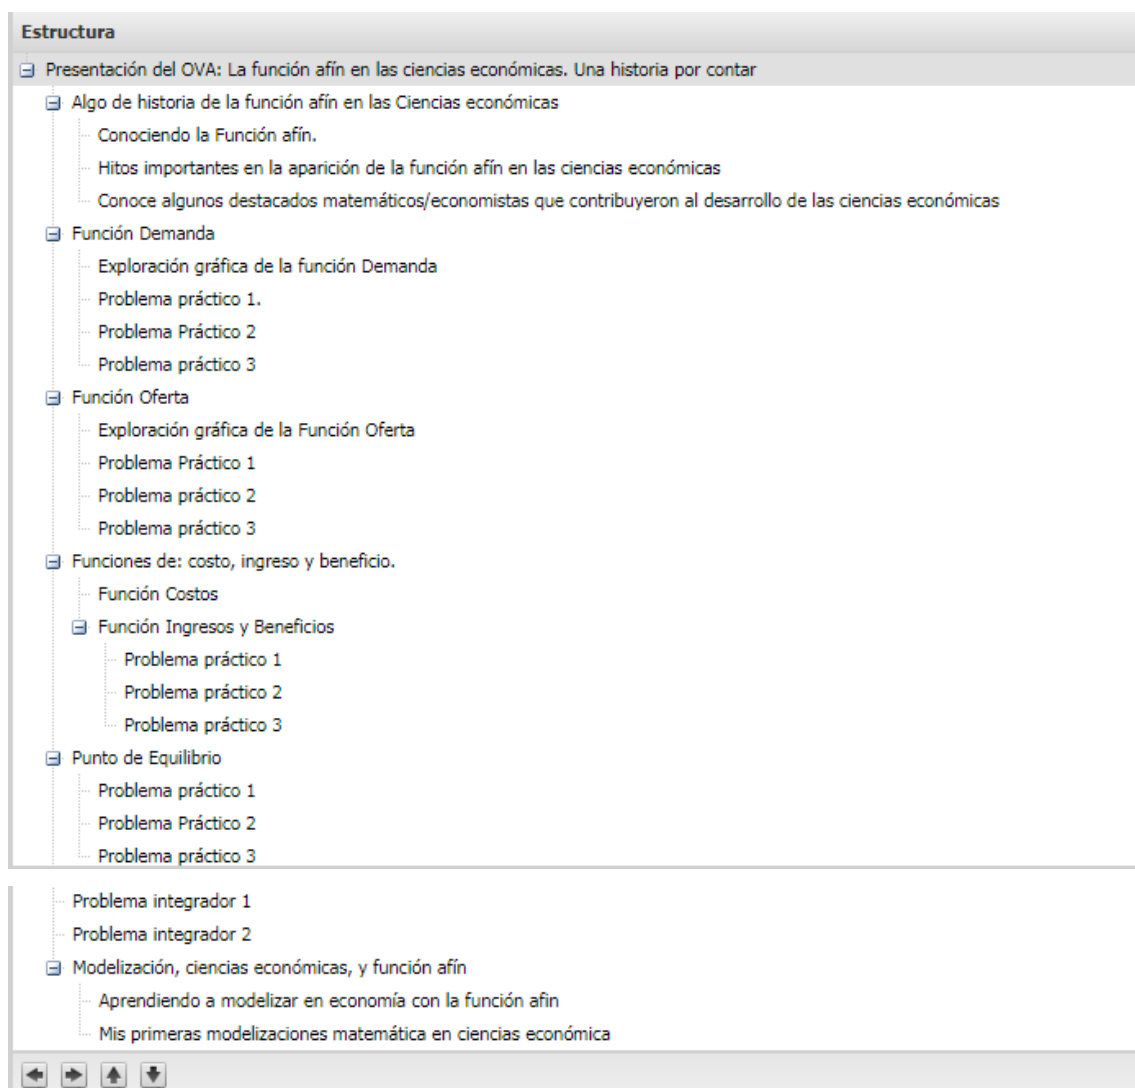 Estructura
Presentación del OVA: La función afín en las ciencias económicas. Una historia por contar
Algo de historia de la función afín en las Ciencias económicas
Conociendo la Función afín.
Hitos importantes en la aparición de la función afín en las ciencias económicas
Conoce algunos destacados matemáticos/economistas que contribuyeron al desarrollo de las ciencias económicas
Función Demanda
Exploración gráfica de la función Demanda
Problema práctico 1.
Problema Práctico 2
Problema práctico 3
Función Oferta
Exploración gráfica de la Función Oferta
Problema Práctico 1
Problema práctico 2
Problema práctico 3
Funciones de: costo, ingreso y beneficio.
Función Costos
Función Ingresos y Beneficios
Problema práctico 1
Problema práctico 2
Problema práctico 3
Punto de Equilibrio
Problema práctico 1
Problema Práctico 2
Problema práctico 3
Problema integrador 1
Problema integrador 2
Modelización, ciencias económicas, y función afín
Aprendiendo a modelizar en economía con la función afin
Mis primeras modelizaciones matemática en ciencias económica